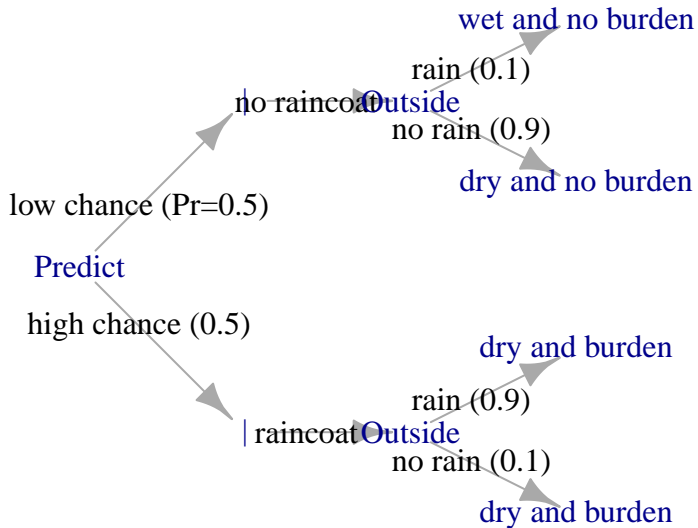 wet and no burden
rain (0.1)
| no raincoat Outside
no rain (0.9)
dry and no burden
low chance (Pr=0.5)
Predict
high chance (0.5)
dry and burden
rain (0.9)
| raincoat Outside
no rain (0.1)
dry and burden